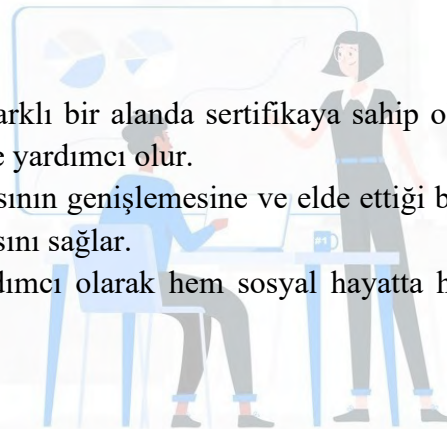 arklı bir alanda sertifikaya sahip o
e yardımcı olur.
sının genişlemesine ve elde ettiği b
sını sağlar.
dımcı olarak hem sosyal hayatta h
#1